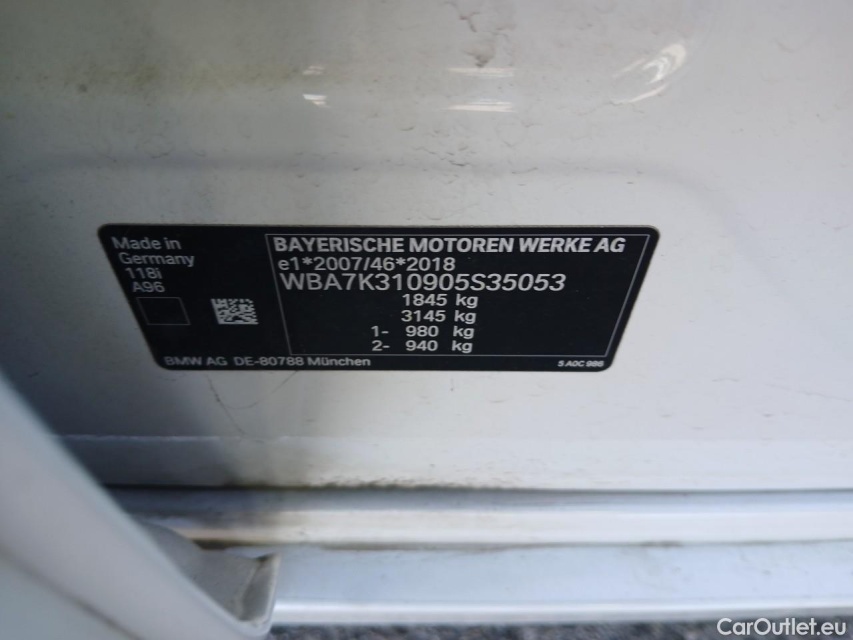 Made in
Germany
118i
A96
BAYERISCHE MOTOREN WERKE AG
e1*2007/46*2018
WBA7K310905S35053
1845 kg
3145 kg
1- 980 kg
2- 940 kg
BMW AG DE-80788 München
5 A0C 986
CarOutlet.eu